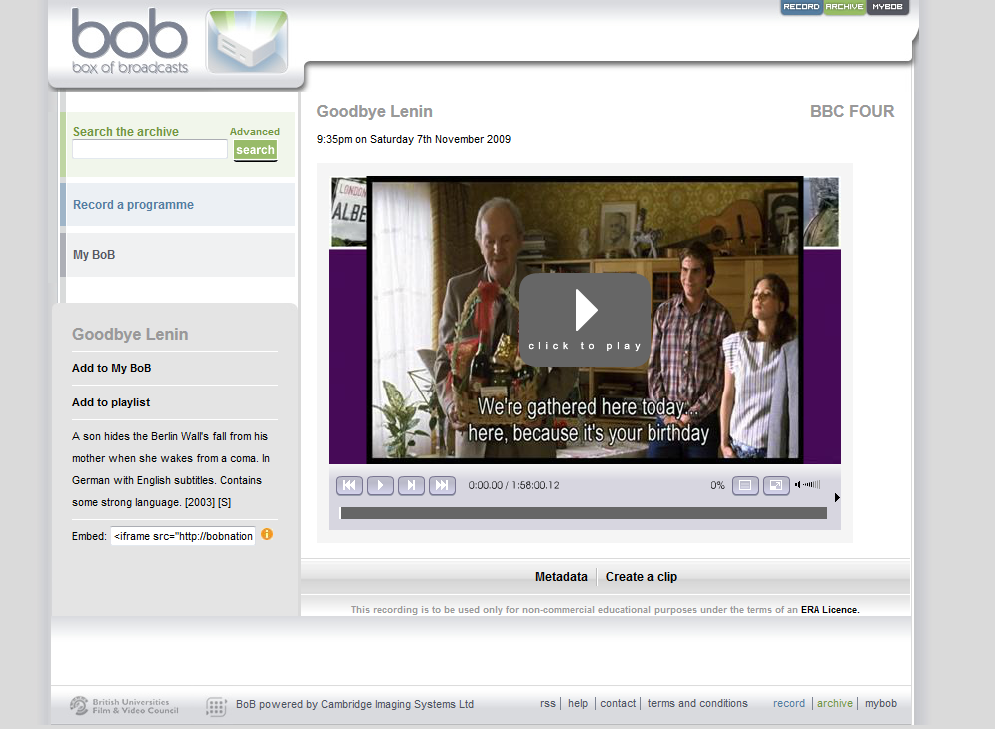 RECORD ARCHIVE MYBOB
bob
box of broadcasts
Search the archive Advanced
search
Record a programme
My BoB
Goodbye Lenin
Add to My BoB
Add to playlist
A son hides the Berlin Wall's fall from his
mother when she wakes from a coma. In
German with English subtitles. Contains
some strong language. [2003] [S]
Embed: <iframe src="http://bobnation
Goodbye Lenin BBC FOUR
9:35pm on Saturday 7th November 2009
LONDON
ALBE
click to play
We're gathered here today...
here, because it's your birthday
0:00.00 / 1:58:00.12 0%
Metadata Create a clip
This recording is to be used only for non-commercial educational purposes under the terms of an ERA Licence.
British Universities
Film & Video Council
BoB powered by Cambridge Imaging Systems Ltd
rss help contact terms and conditions record archive mybob